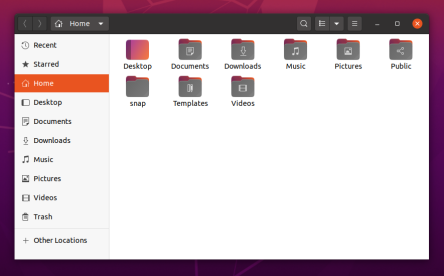 Home
Recent
Starred
Home
Desktop
Documents
Downloads
Music
Pictures
Videos
Trash
Other Locations
Desktop Documents Downloads Music Pictures Public
snap Templates Videos